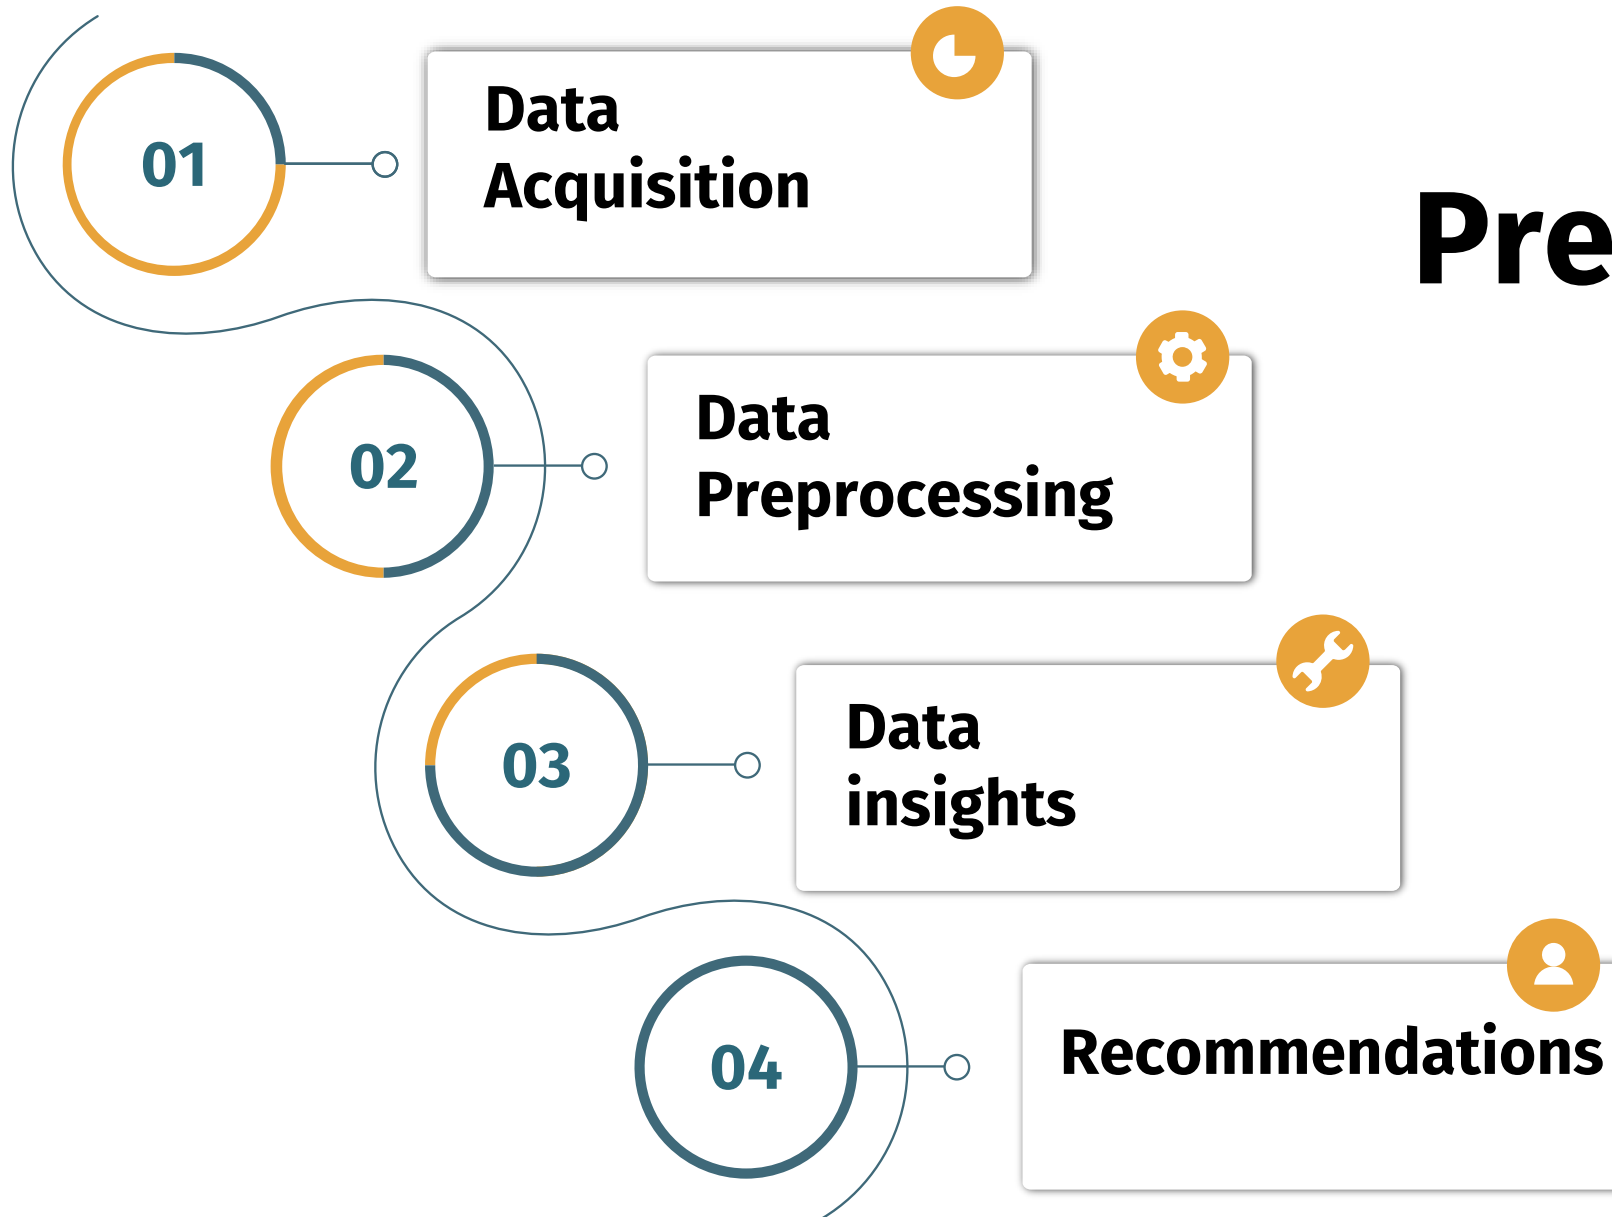 01
Data
Acquisition
Pre
02
Data
Preprocessing
03
Data
insights
04
Recommendations